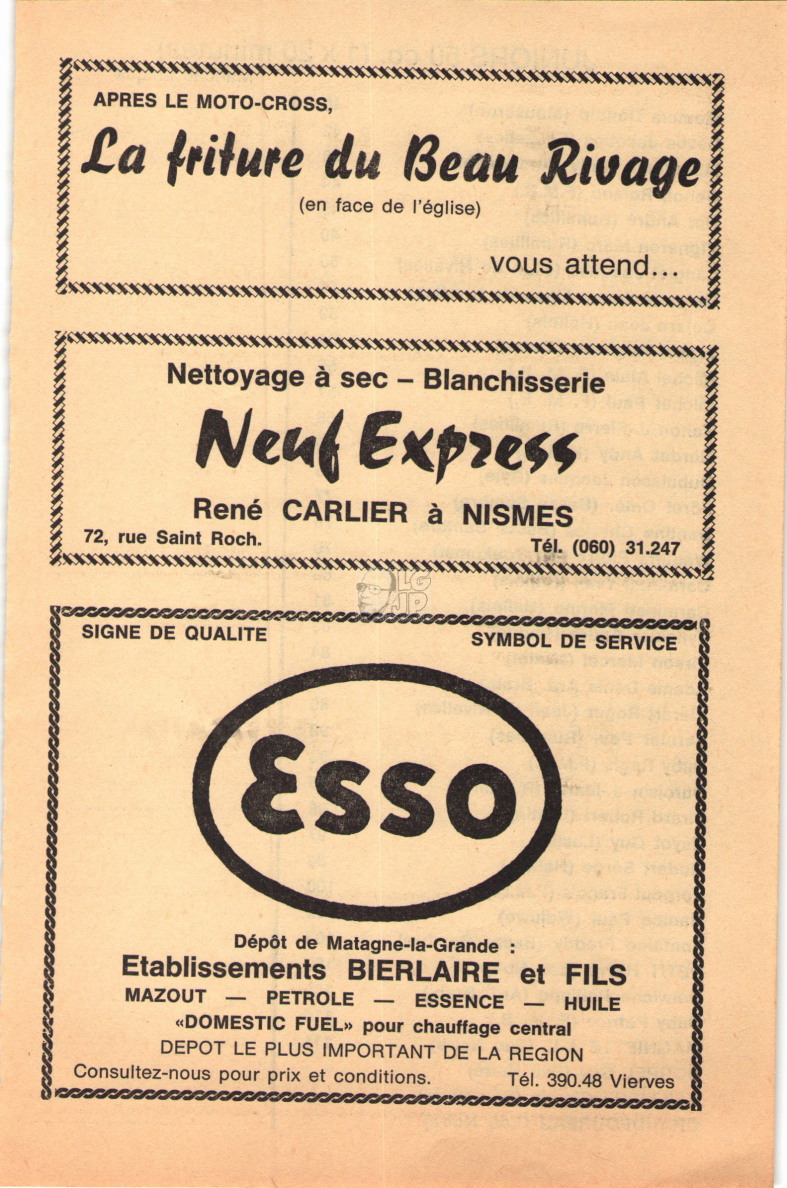 APRES LE MOTO-CROSS,
La friture du Beau Rivage
(en face de l'église)
vous attend...
Nettoyage à sec – Blanchisserie
Neuf Express
René CARLIER à NISMES
72, rue Saint Roch. Tél. (060) 31.247
LG
JP
SIGNE DE QUALITE SYMBOL DE SERVICE
Esso
Dépôt de Matagne-la-Grande :
Etablissements BIERLAIRE et FILS
MAZOUT — PETROLE — ESSENCE — HUILE
«DOMESTIC FUEL» pour chauffage central
DEPOT LE PLUS IMPORTANT DE LA REGION
Consultez-nous pour prix et conditions. Tél. 390.48 Vierves